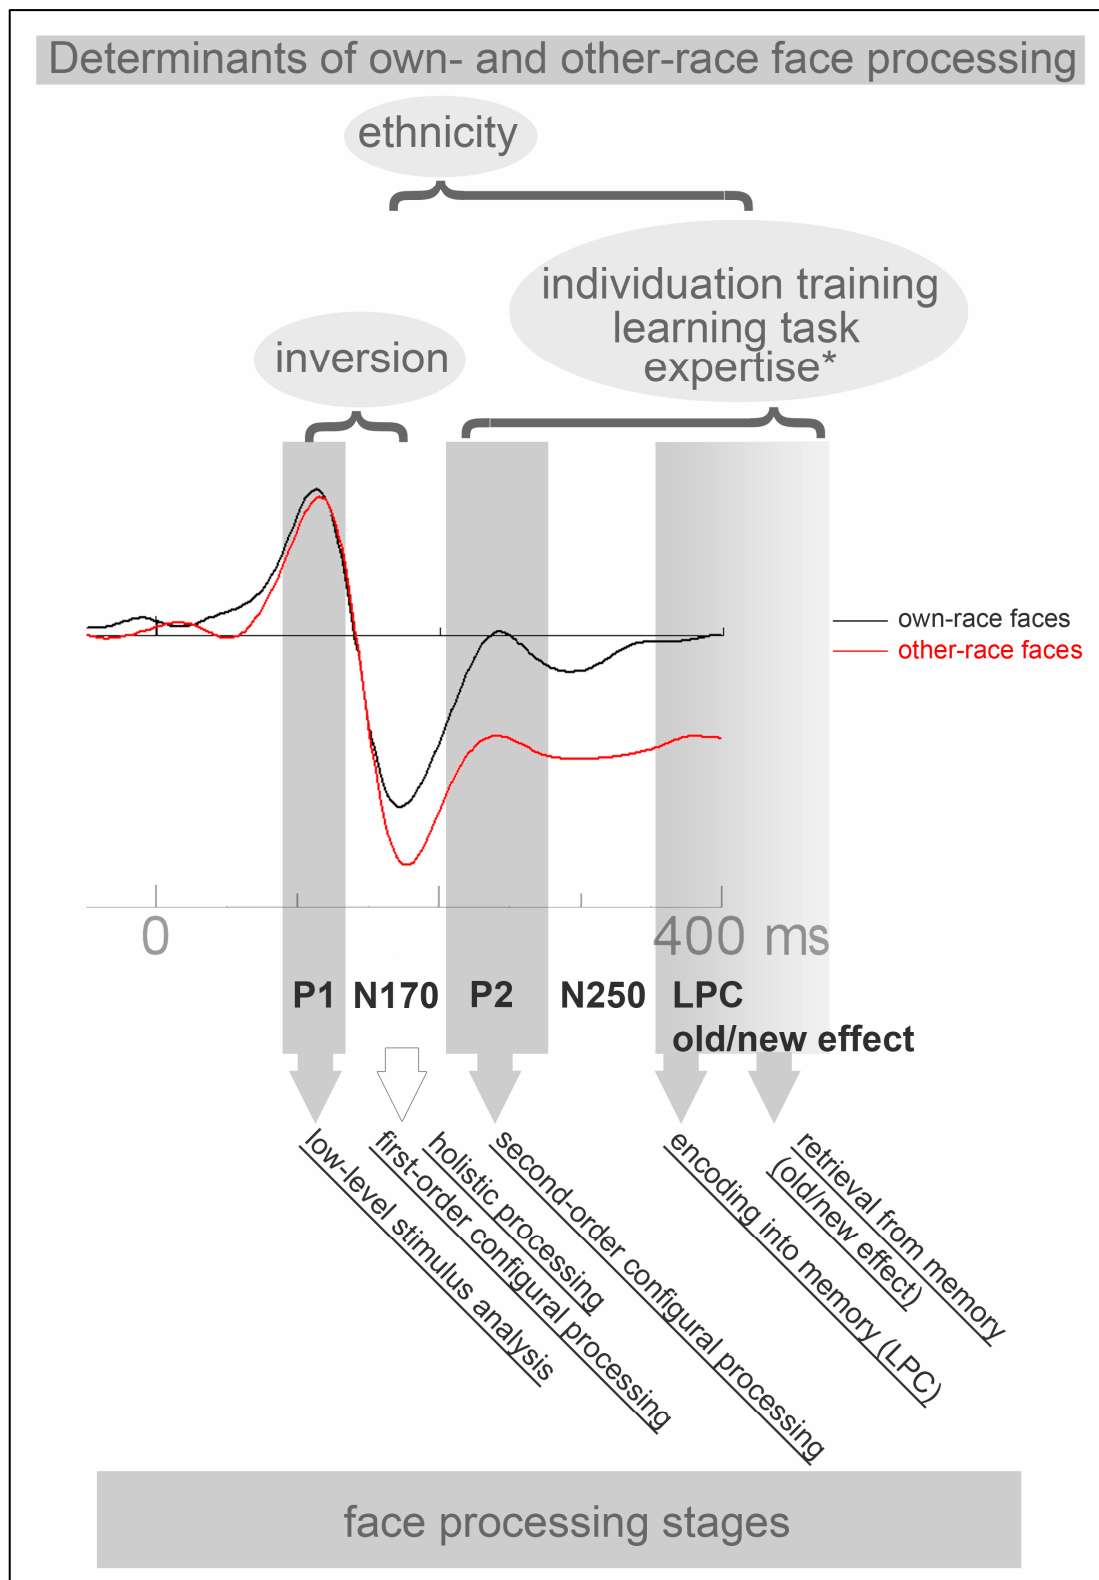 Determinants of own- and other-race face processing
ethnicity
individuation training
learning task
expertise*
inversion
own-race faces
other-race faces
0
400 ms
P1
N170
P2
N250
LPC
old/new effect
low-level stimulus analysis
first-order configural processing
holistic processing
second-order configural processing
encoding into memory (LPC)
retrieval from memory
(old/new effect)
face processing stages